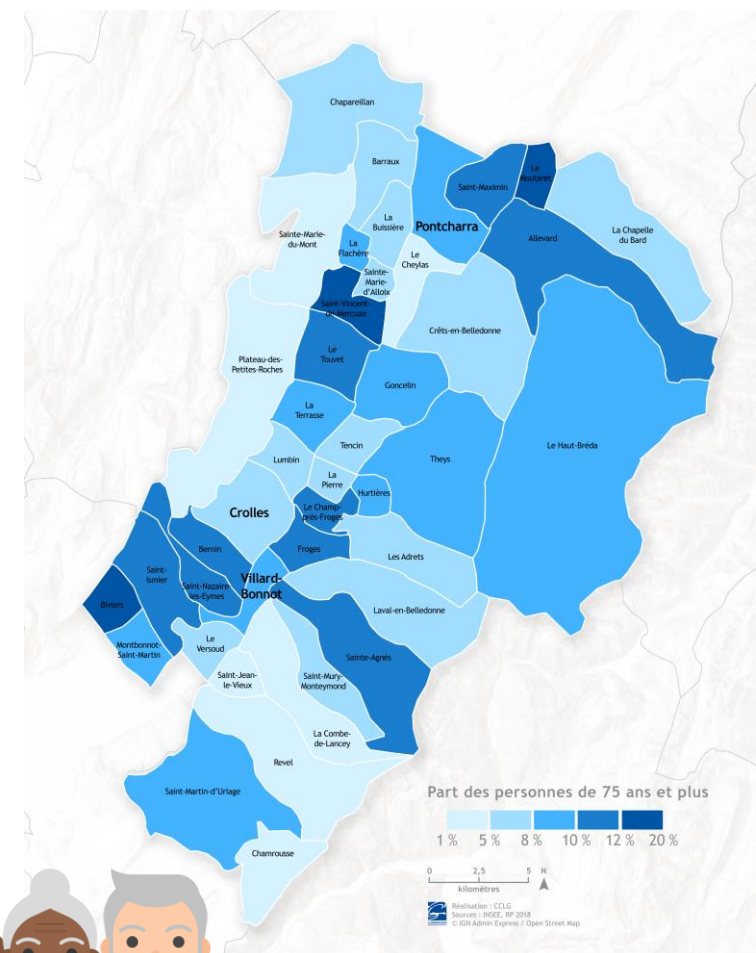 Chapareillan
Barraux
Saint-Maximin
Le
Moutaret
La
Buissière
Pontcharra
La Chapelle
du Bard
Sainte-Marie-
du-Mont
La
Flachère
Le
Cheylas
Allevard
Sainte-
Marie-
d'Alloix
Saint-Vincent-
de-Mercuze
Crêts-en-Belledonne
Le
Touvet
Plateau-des-
Petites-Roches
Goncelin
La
Terrasse
Tencin
Le Haut-Bréda
Lumbin
Theys
La
Pierre
Hurtières
Crolles
Le Champ-
près-Froges
Bernin
Froges
Les Adrets
Saint-
Ismier
Villard-
Bonnot
Saint-Nazaire-
les-Eymes
Biviers
Laval-en-Belledonne
Montbonnot-
Saint-Martin
Le
Versoud
Sainte-Agnès
Saint-Jean-
le-Vieux
Saint-Mury-
Monteymond
La Combe-
de-Lancey
Revel
Saint-Martin-d'Uriage
Chamrousse
Part des personnes de 75 ans et plus
1 % 5 % 8 % 10 % 12 % 20 %
0 2,5 5 N
kilomètres
Réalisation : CCLG
Sources : INSEE, RP 2018
© IGN Admin Express / Open Street Map